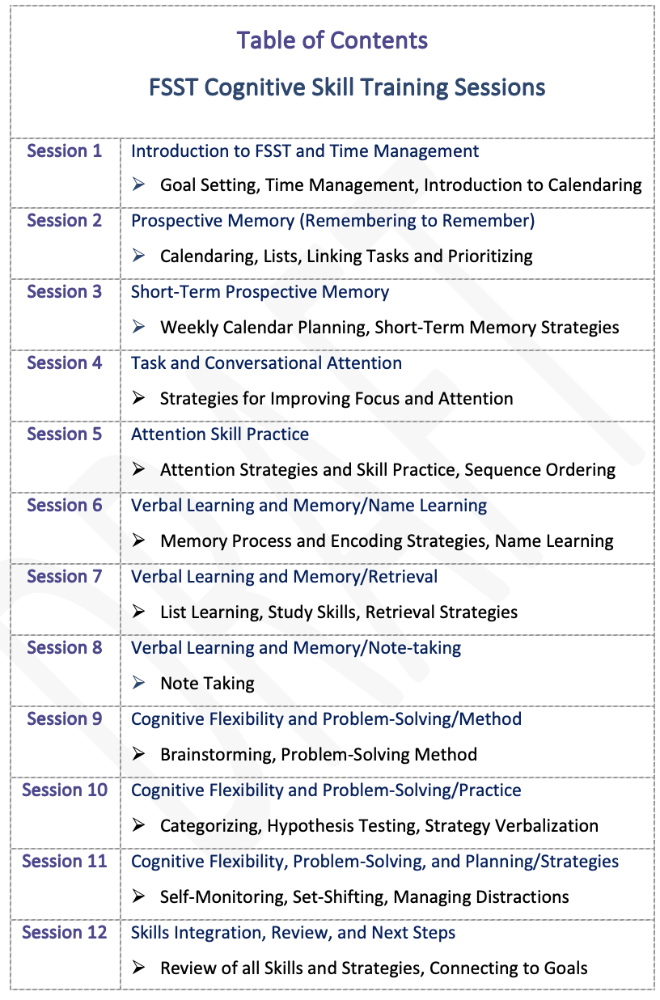 Table of Contents
FSST Cognitive Skill Training Sessions
Session 1 Introduction to FSST and Time Management
➢ Goal Setting, Time Management, Introduction to Calendaring
Session 2 Prospective Memory (Remembering to Remember)
➢ Calendaring, Lists, Linking Tasks and Prioritizing
Session 3 Short-Term Prospective Memory
➢ Weekly Calendar Planning, Short-Term Memory Strategies
Session 4 Task and Conversational Attention
➢ Strategies for Improving Focus and Attention
Session 5 Attention Skill Practice
➢ Attention Strategies and Skill Practice, Sequence Ordering
Session 6 Verbal Learning and Memory/Name Learning
➢ Memory Process and Encoding Strategies, Name Learning
Session 7 Verbal Learning and Memory/Retrieval
➢ List Learning, Study Skills, Retrieval Strategies
Session 8 Verbal Learning and Memory/Note-taking
➢ Note Taking
Session 9 Cognitive Flexibility and Problem-Solving/Method
➢ Brainstorming, Problem-Solving Method
Session 10 Cognitive Flexibility and Problem-Solving/Practice
➢ Categorizing, Hypothesis Testing, Strategy Verbalization
Session 11 Cognitive Flexibility, Problem-Solving, and Planning/Strategies
➢ Self-Monitoring, Set-Shifting, Managing Distractions
Session 12 Skills Integration, Review, and Next Steps
➢ Review of all Skills and Strategies, Connecting to Goals
DRAFT